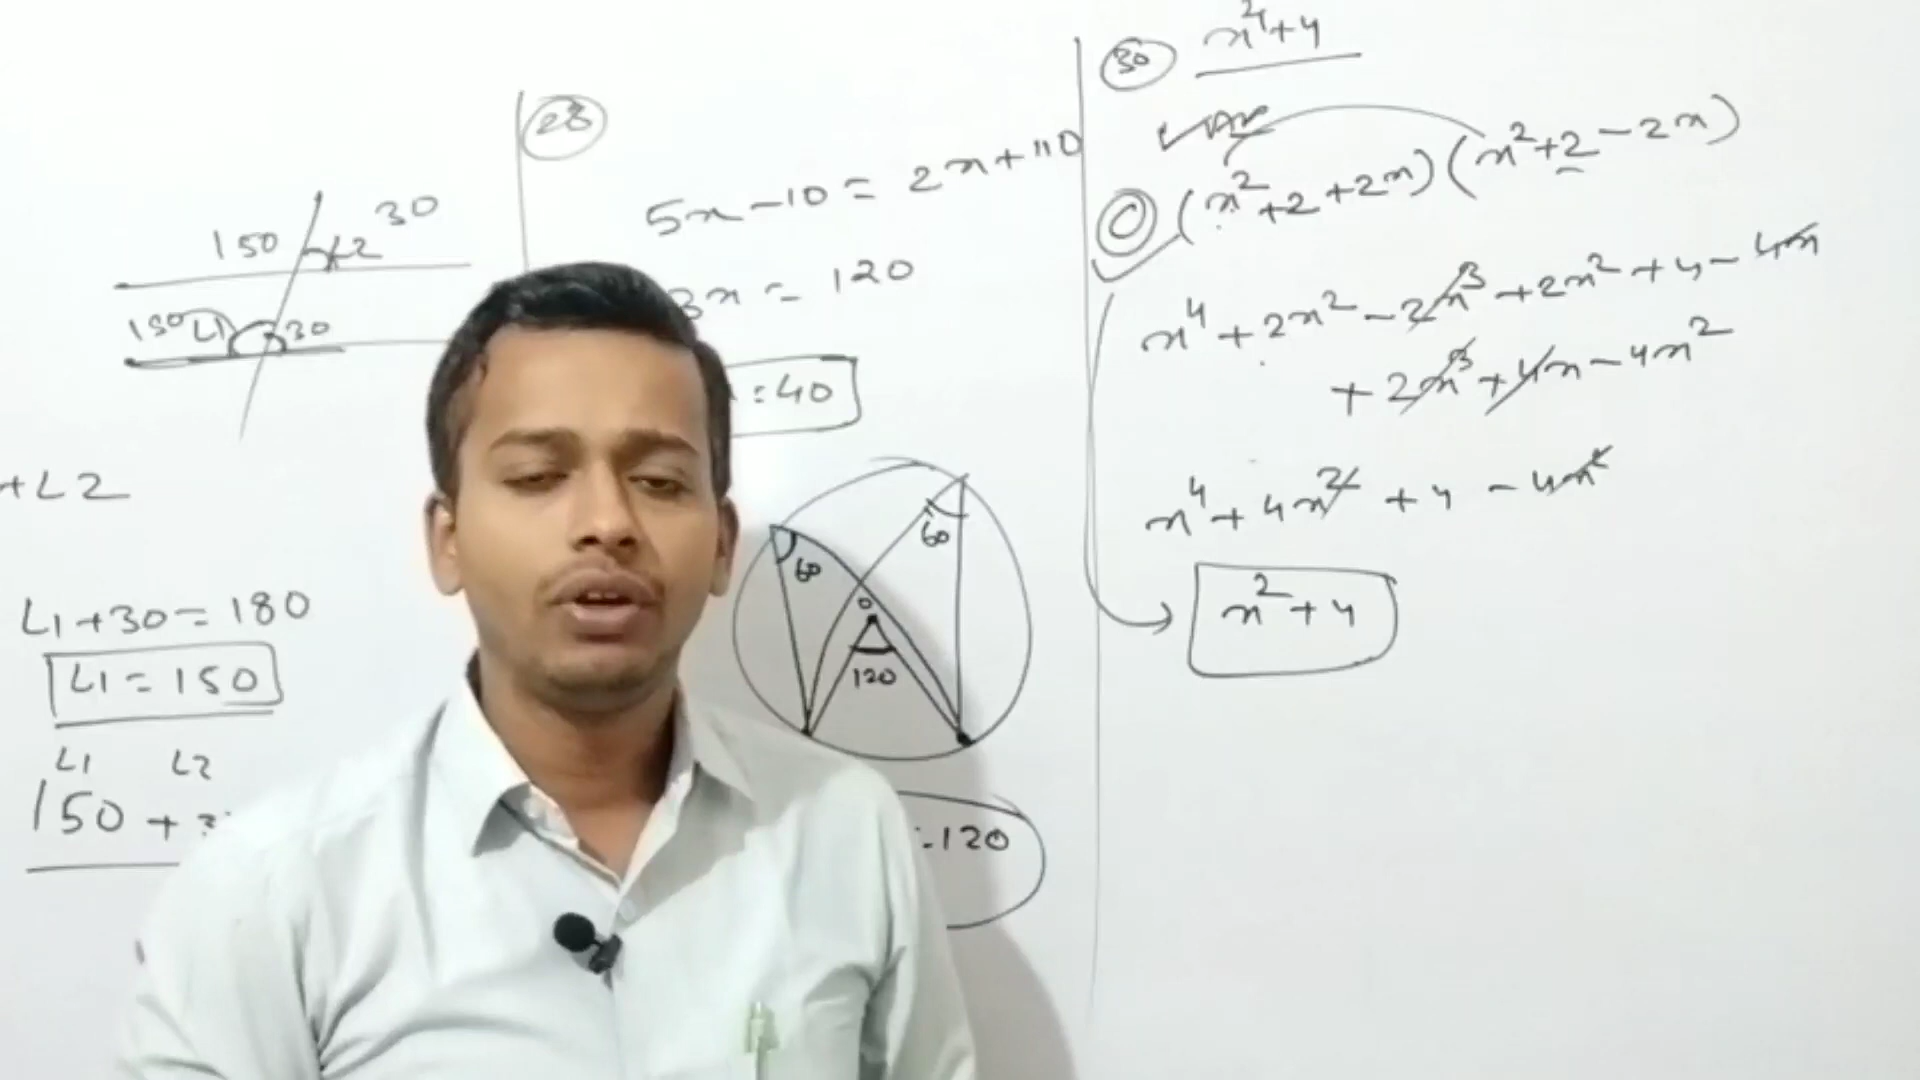 150 ∠2 30
150 ∠1 30
+∠2
∠1+30=180
∠1=150
∠1 ∠2
150 +
28
5x-10=2x+110
3x=120
=40
60
60
O
120
-120
30 x⁴+4
C (x²+2+2x)(x²+2-2x)
x⁴+2x²-2x³+2x²+4-4x
+2x³+4x-4x²
x⁴+4x²+4-4x²
x²+4